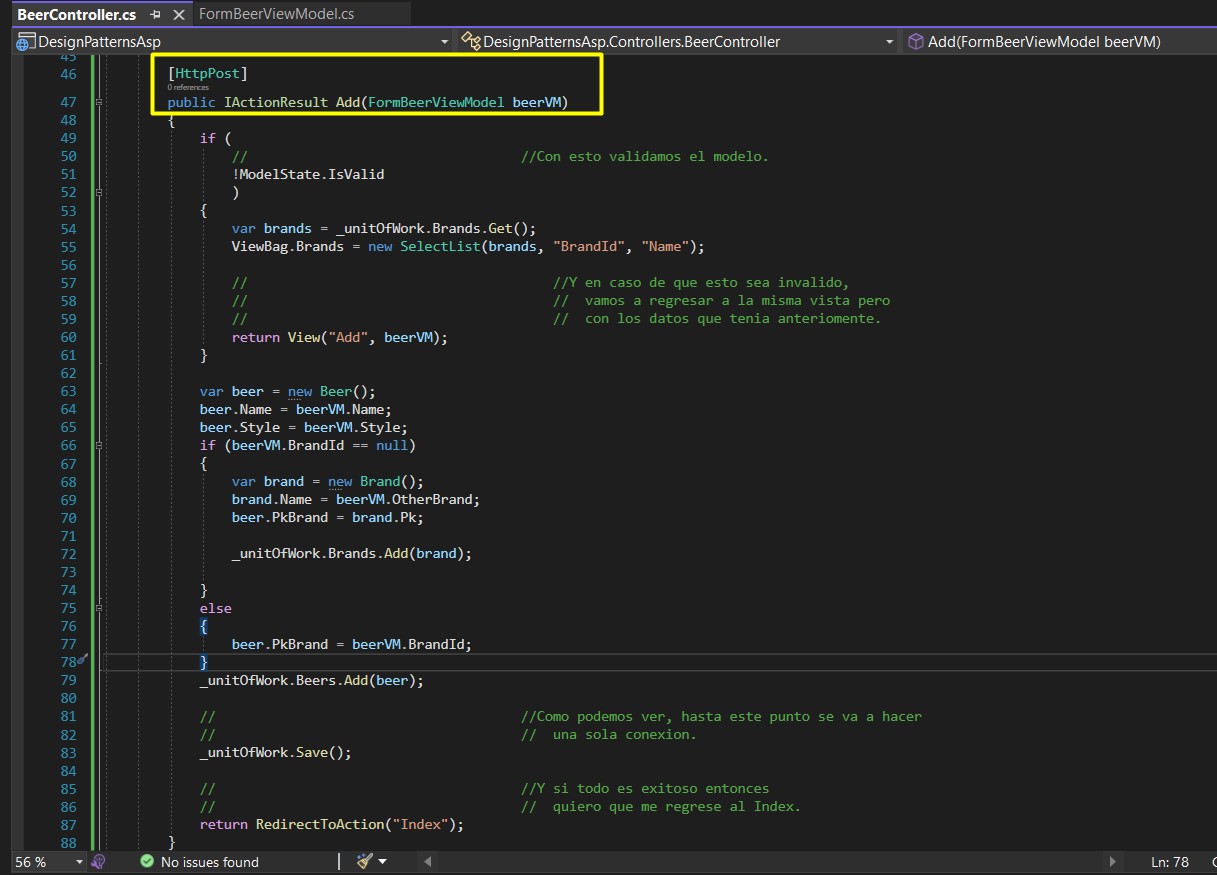 BeerController.cs
FormBeerViewModel.cs
DesignPatternsAsp
DesignPatternsAsp.Controllers.BeerController
Add(FormBeerViewModel beerVM)
45
46 [HttpPost]
0 references
47 public IActionResult Add(FormBeerViewModel beerVM)
48 {
49 if (
50 // //Con esto validamos el modelo.
51 !ModelState.IsValid
52 )
53 {
54 var brands = _unitOfWork.Brands.Get();
55 ViewBag.Brands = new SelectList(brands, "BrandId", "Name");
56
57 // //Y en caso de que esto sea invalido,
58 // // vamos a regresar a la misma vista pero
59 // // con los datos que tenia anteriomente.
60 return View("Add", beerVM);
61 }
62
63 var beer = new Beer();
64 beer.Name = beerVM.Name;
65 beer.Style = beerVM.Style;
66 if (beerVM.BrandId == null)
67 {
68 var brand = new Brand();
69 brand.Name = beerVM.OtherBrand;
70 beer.PkBrand = brand.Pk;
71
72 _unitOfWork.Brands.Add(brand);
73
74 }
75 else
76 {
77 beer.PkBrand = beerVM.BrandId;
78 }
79 _unitOfWork.Beers.Add(beer);
80
81 // //Como podemos ver, hasta este punto se va a hacer
82 // // una sola conexion.
83 _unitOfWork.Save();
84
85 // //Y si todo es exitoso entonces
86 // // quiero que me regrese al Index.
87 return RedirectToAction("Index");
88 }
56 %
No issues found
Ln: 78